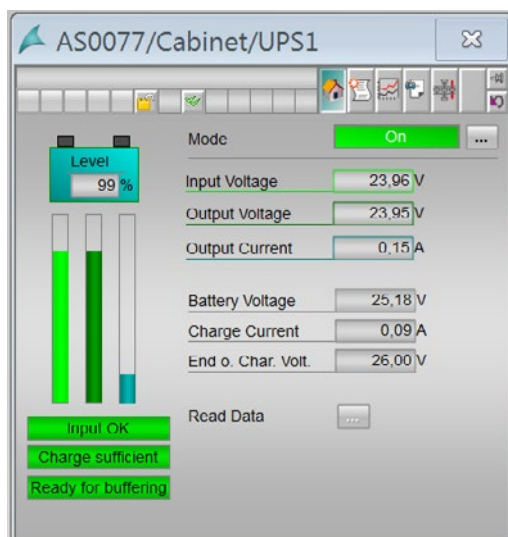 AS0077/Cabinet/UPS1
Mode On ...
Level
99 %
Input Voltage 23,96 V
Output Voltage 23,95 V
Output Current 0,15 A
Battery Voltage 25,18 V
Charge Current 0,09 A
End o. Char. Volt. 26,00 V
Read Data ...
Input OK
Charge sufficient
Ready for buffering